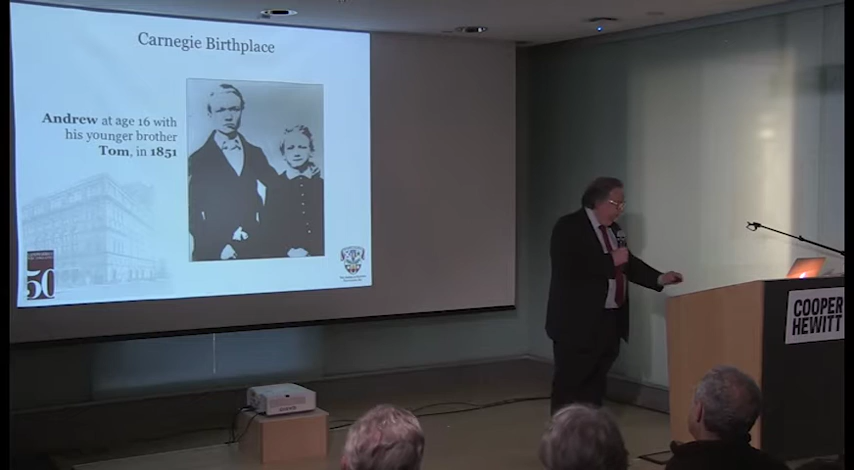 Carnegie Birthplace
Andrew at age 16 with
his younger brother
Tom, in 1851
50
COOPER
HEWITT